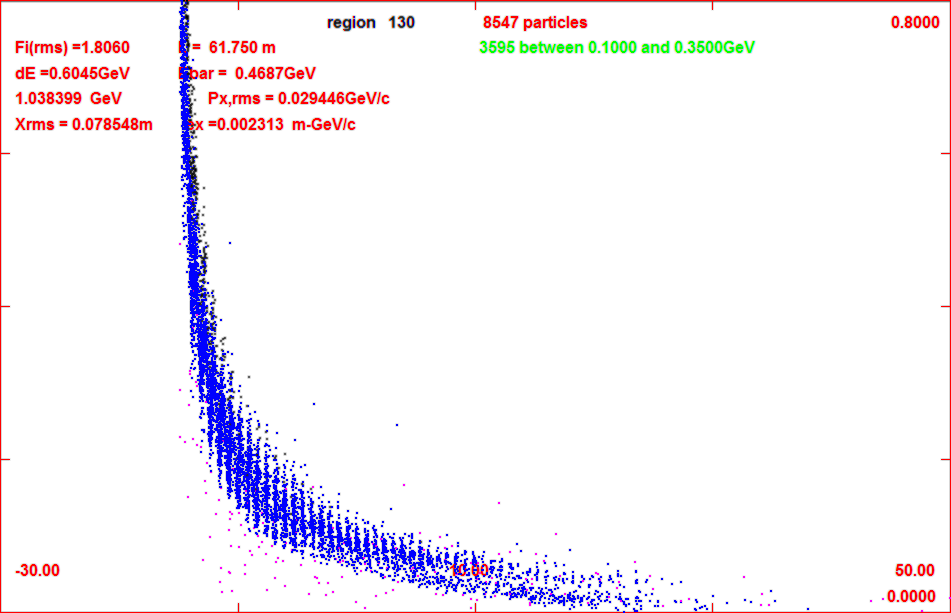 region 130 8547 particles 0.8000
Fi(rms) =1.8060 = 61.750 m 3595 between 0.1000 and 0.3500GeV
dE =0.6045GeV bar = 0.4687GeV
1.038399 GeV Px,rms = 0.029446GeV/c
Xrms = 0.078548m x =0.002313 m-GeV/c
-30.00 10.00 50.00
0.0000